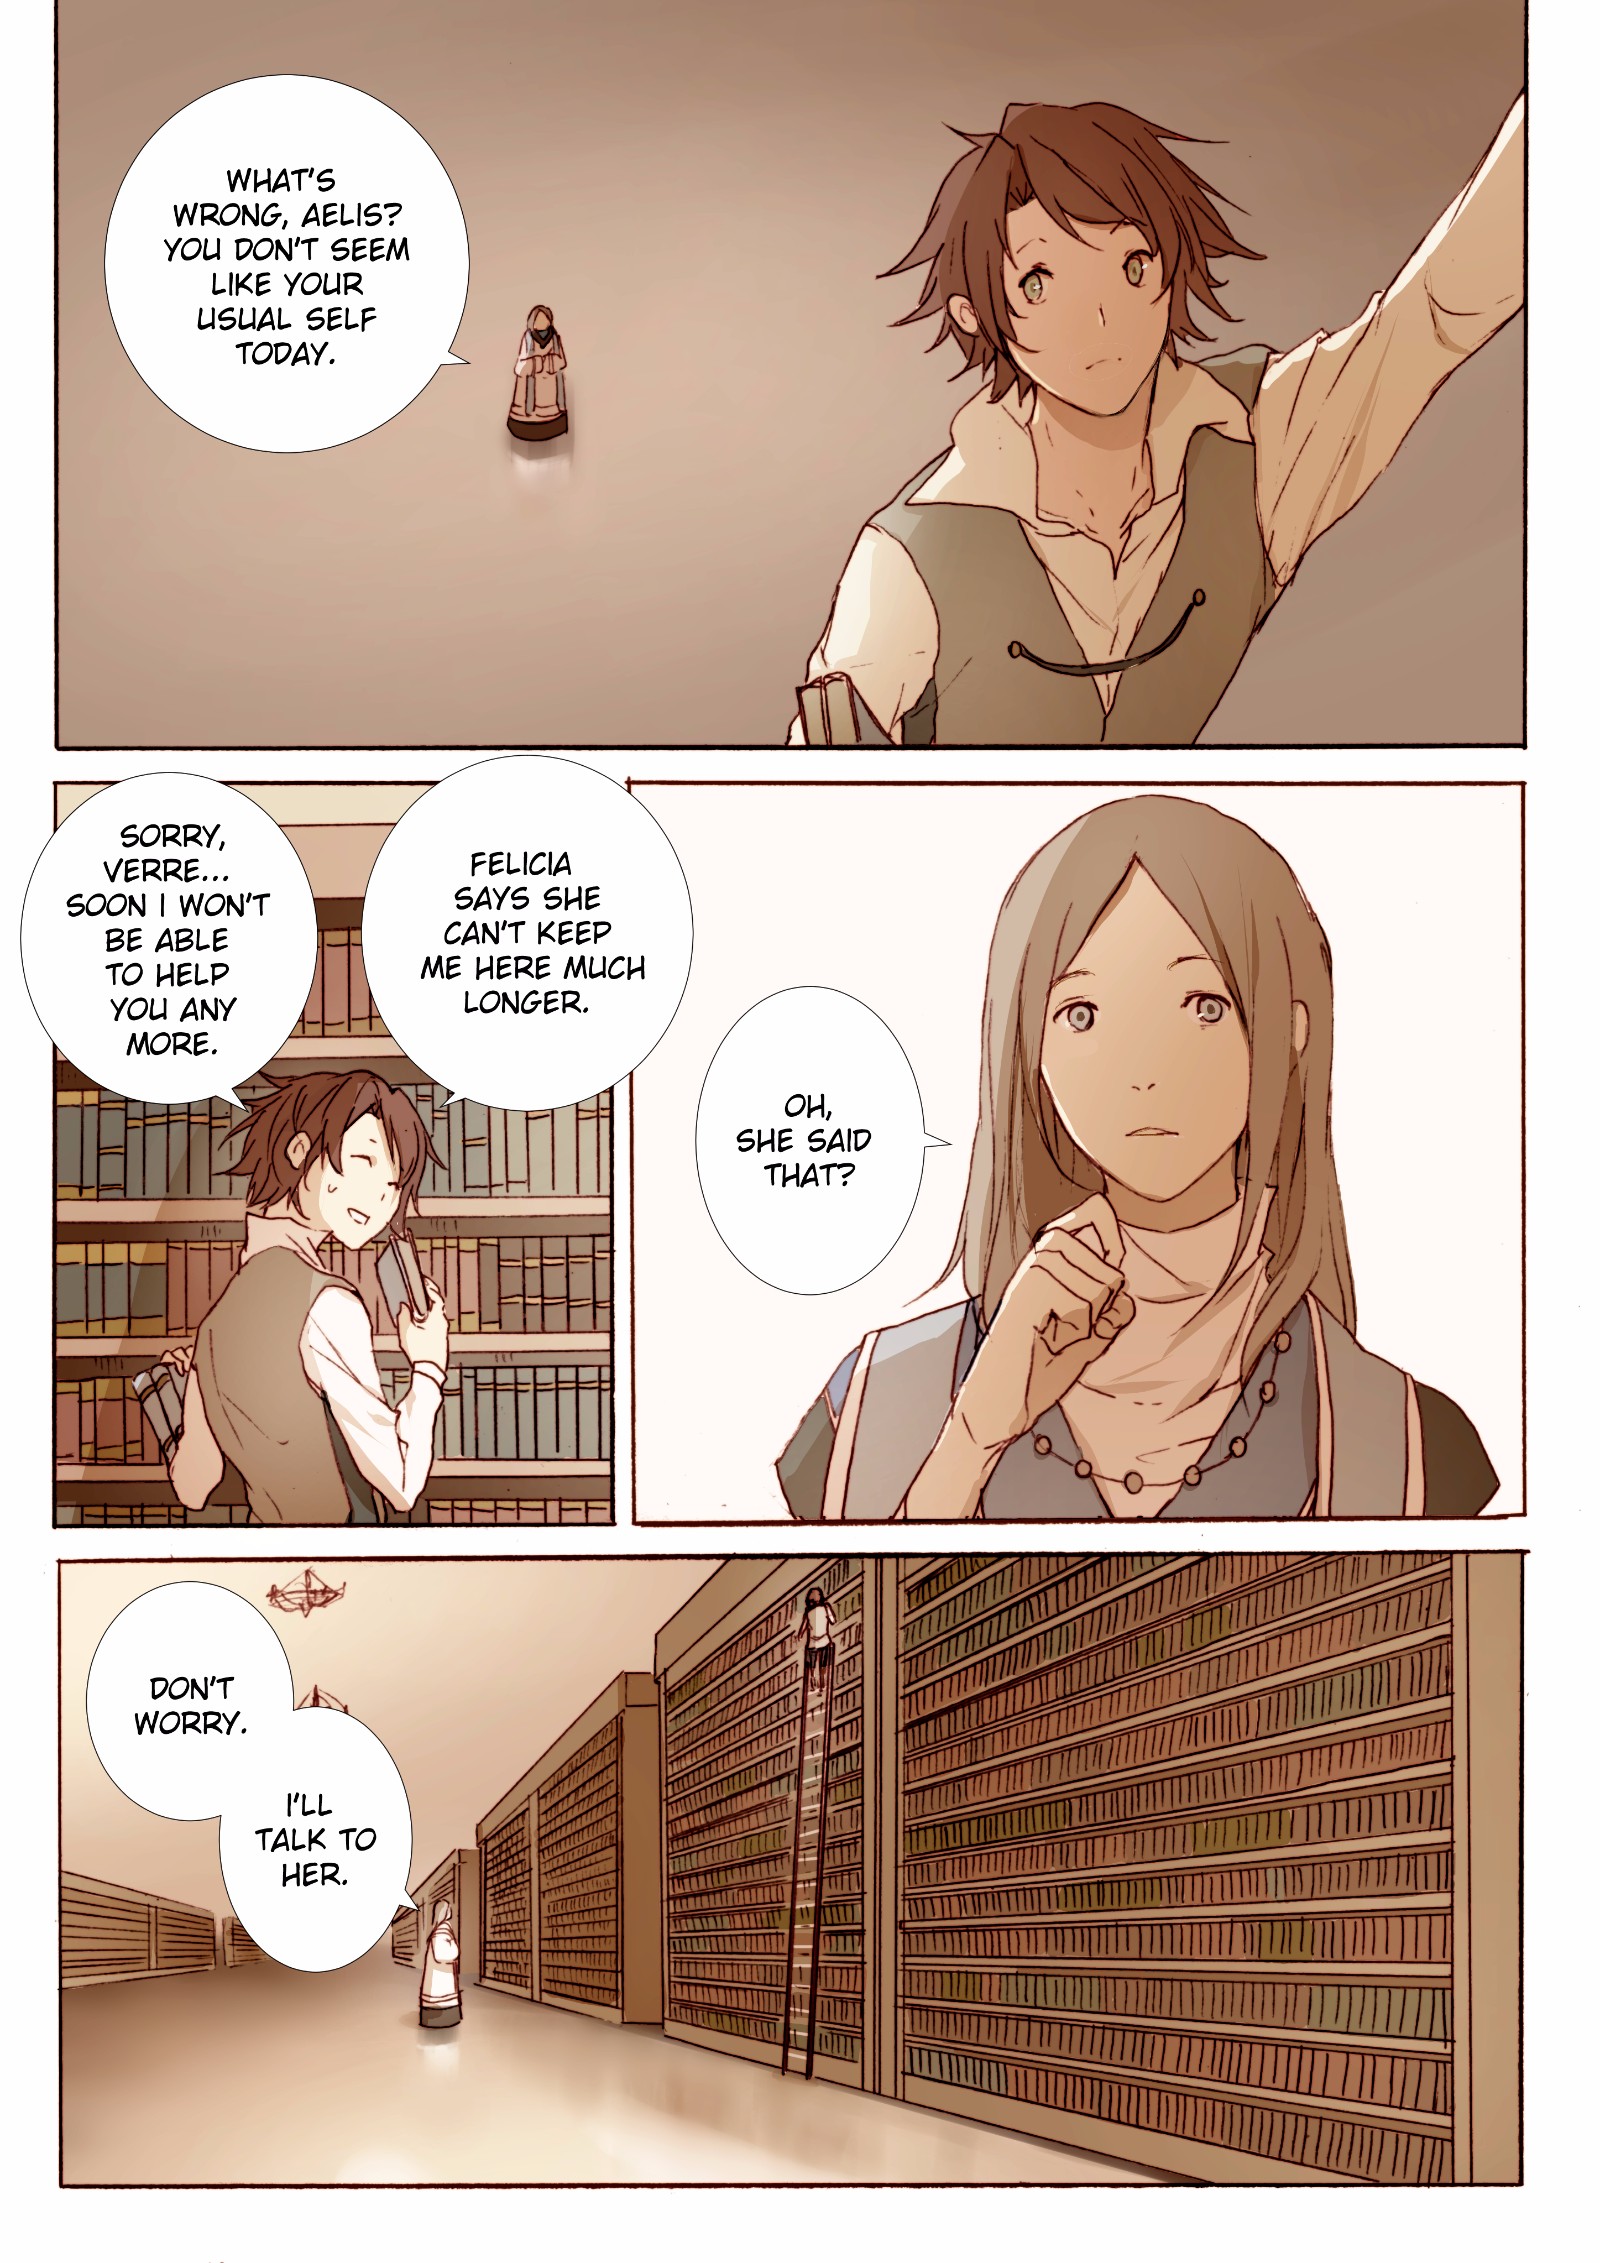 WHAT'S
WRONG, AELIS?
YOU DON'T SEEM
LIKE YOUR
USUAL SELF
TODAY.
SORRY,
VERRE...
SOON I WON'T
BE ABLE
TO HELP
YOU ANY
MORE.
FELICIA
SAYS SHE
CAN'T KEEP
ME HERE MUCH
LONGER.
OH,
SHE SAID
THAT?
DON'T
WORRY.
I'LL
TALK TO
HER.